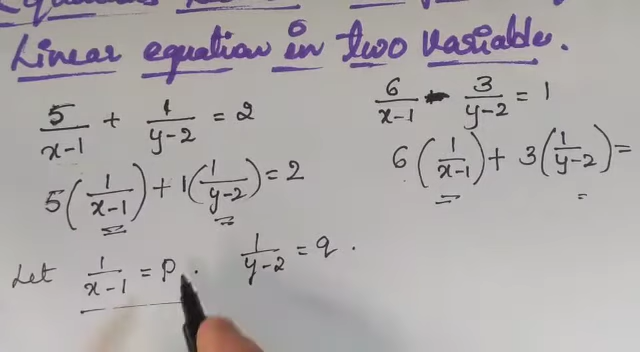 Linear equation in two variable.
5/(x-1) + 1/(y-2) = 2
5(1/(x-1)) + 1(1/(y-2)) = 2
Let 1/(x-1) = p. 1/(y-2) = q.
6/(x-1) - 3/(y-2) = 1
6(1/(x-1)) + 3(1/(y-2)) =